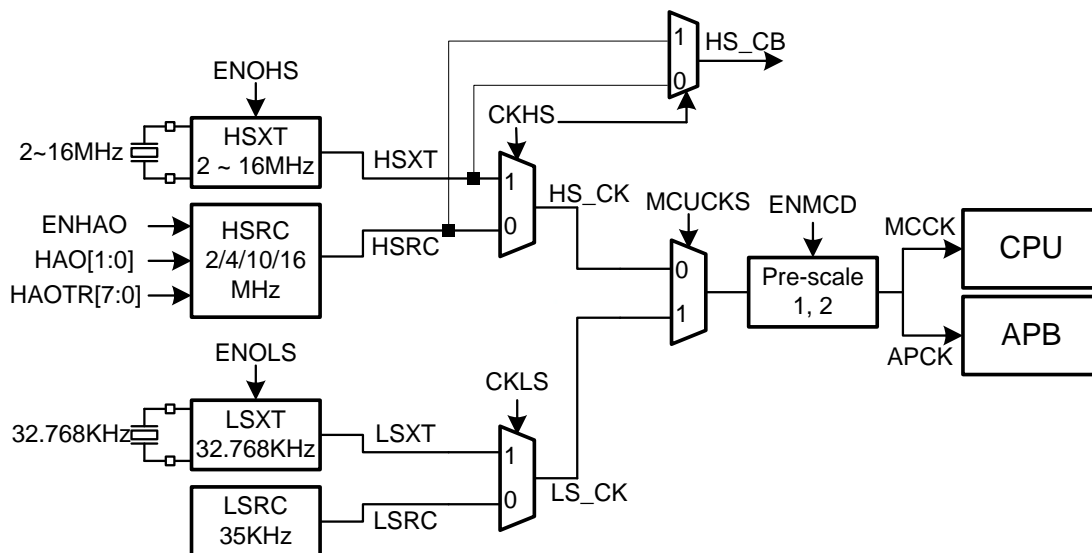 ENOHS
2~16MHz
HSXT
2 ~ 16MHz
HSXT
ENHAO
HAO[1:0]
HAOTR[7:0]
HSRC
2/4/10/16
MHz
HSRC
CKHS
1
0
HS_CK
1
0
HS_CB
MCUCKS
0
1
ENMCD
Pre-scale
1, 2
MCCK
CPU
APCK
APB
ENOLS
32.768KHz
LSXT
32.768KHz
LSXT
LSRC
35KHz
LSRC
CKLS
1
0
LS_CK